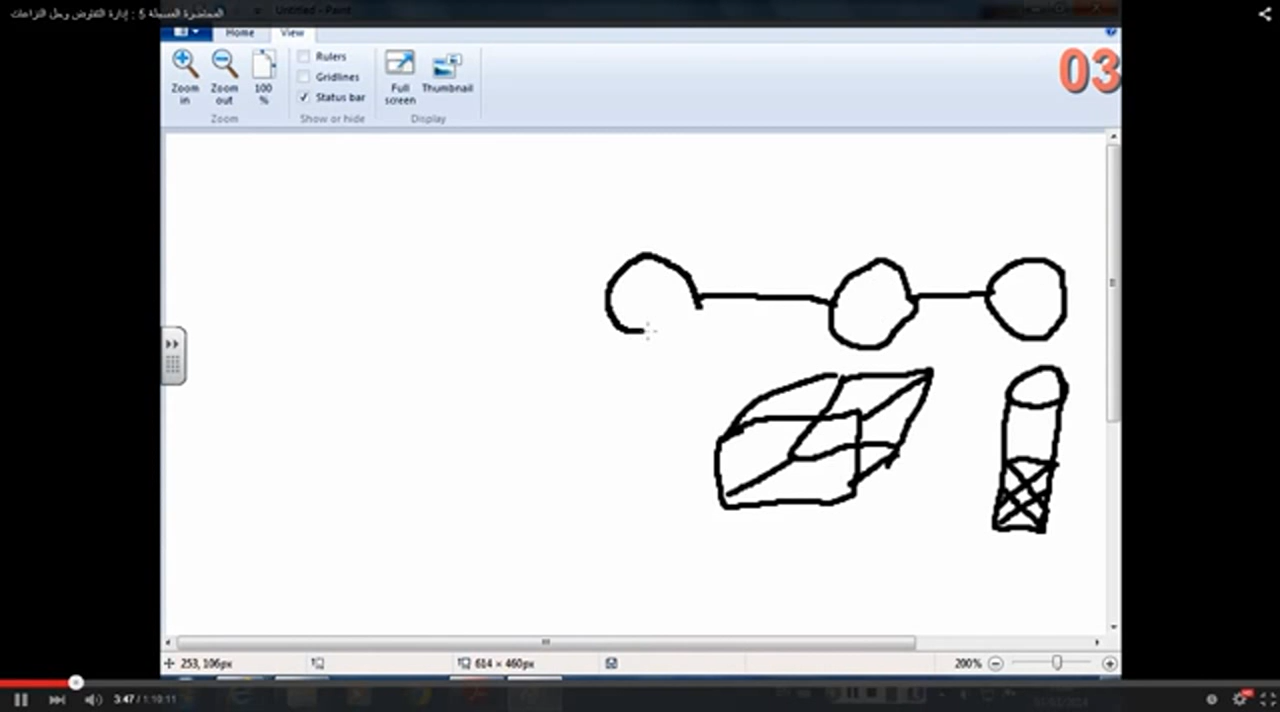 المحاضرة المسجلة 5 : إدارة التفاوض وحل النزاعات
Untitled - Paint
Home View
Rulers
Gridlines
Status bar
Zoom in
Zoom out
100 %
Full screen
Thumbnail
Zoom
Show or hide
Display
03
253, 106px
614 × 460px
200%
3:47 / 1:10:11